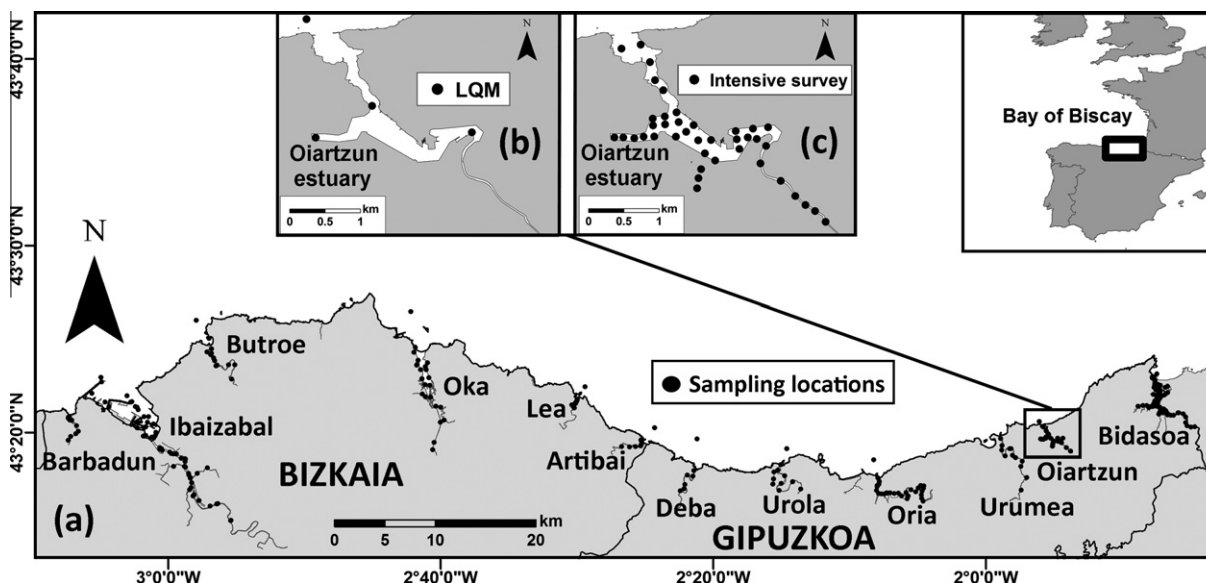 43°40'0"N
43°30'0"N
43°20'0"N
N
LQM
(b)
Oiartzun
estuary
km
0 0.5 1
N
Intensive survey
(c)
Oiartzun
estuary
km
0 0.5 1
N
Bay of Biscay
Butroe
Oka
Lea
Sampling locations
Ibaizabal
Barbadun
BIZKAIA
Artibai
Bidasoa
Oiartzun
Deba
Urola
Oria
Urumea
GIPUZKOA
(a)
km
0 5 10 20
3°0'0"W
2°40'0"W
2°20'0"W
2°0'0"W